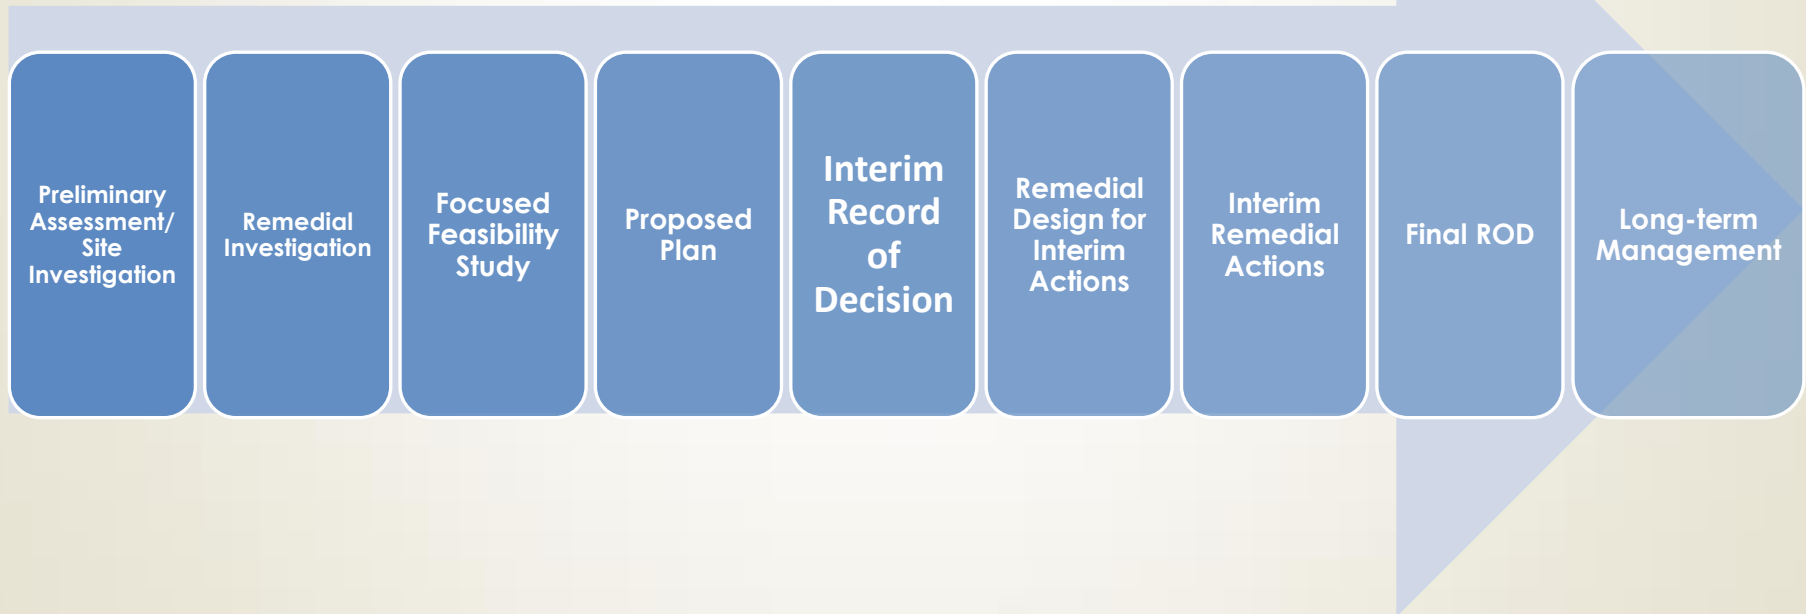 Preliminary
Assessment/
Site
Investigation
Remedial
Investigation
Focused
Feasibility
Study
Proposed
Plan
Interim
Record
of
Decision
Remedial
Design for
Interim
Actions
Interim
Remedial
Actions
Final ROD
Long-term
Management